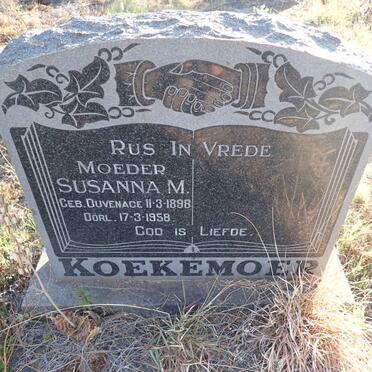 RUS IN VREDE
MOEDER
SUSANNA M.
GEB. DUVENAGE 11-3-1898
OORL. 17-3-1958
GOD IS LIEFDE.
KOEKEMOER